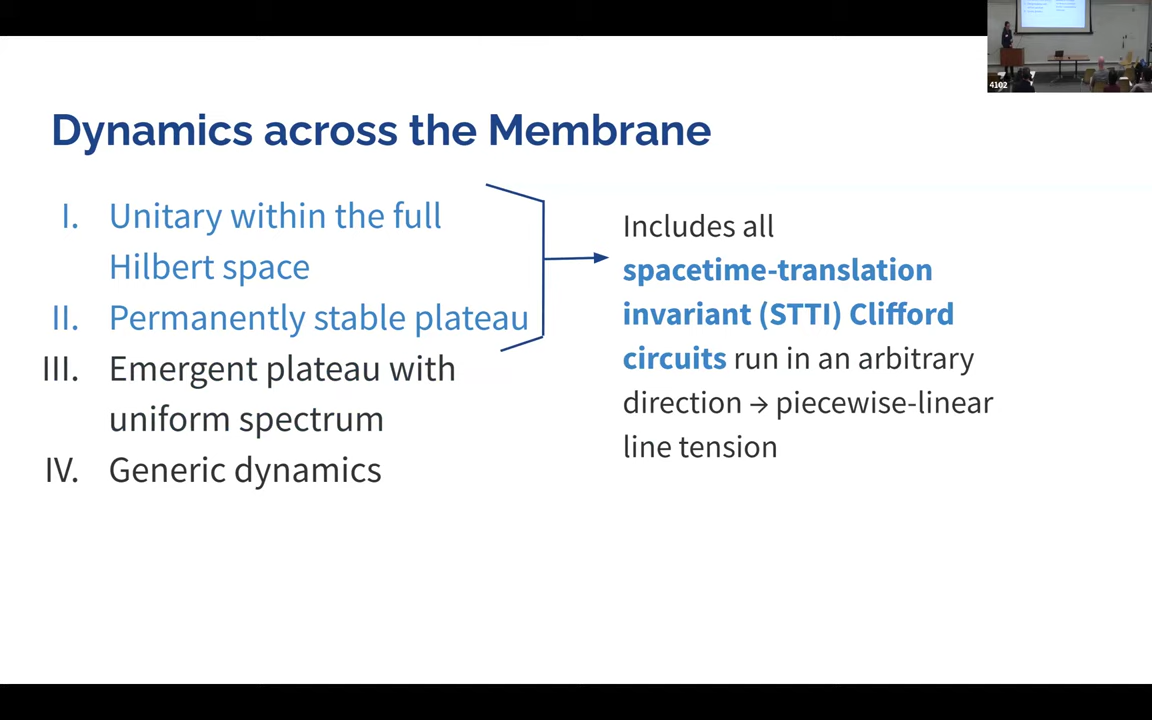 Dynamics across the Membrane
I. Unitary within the full
Hilbert space
II. Permanently stable plateau
III. Emergent plateau with
uniform spectrum
IV. Generic dynamics
Includes all
spacetime-translation
invariant (STTI) Clifford
circuits run in an arbitrary
direction → piecewise-linear
line tension
4102